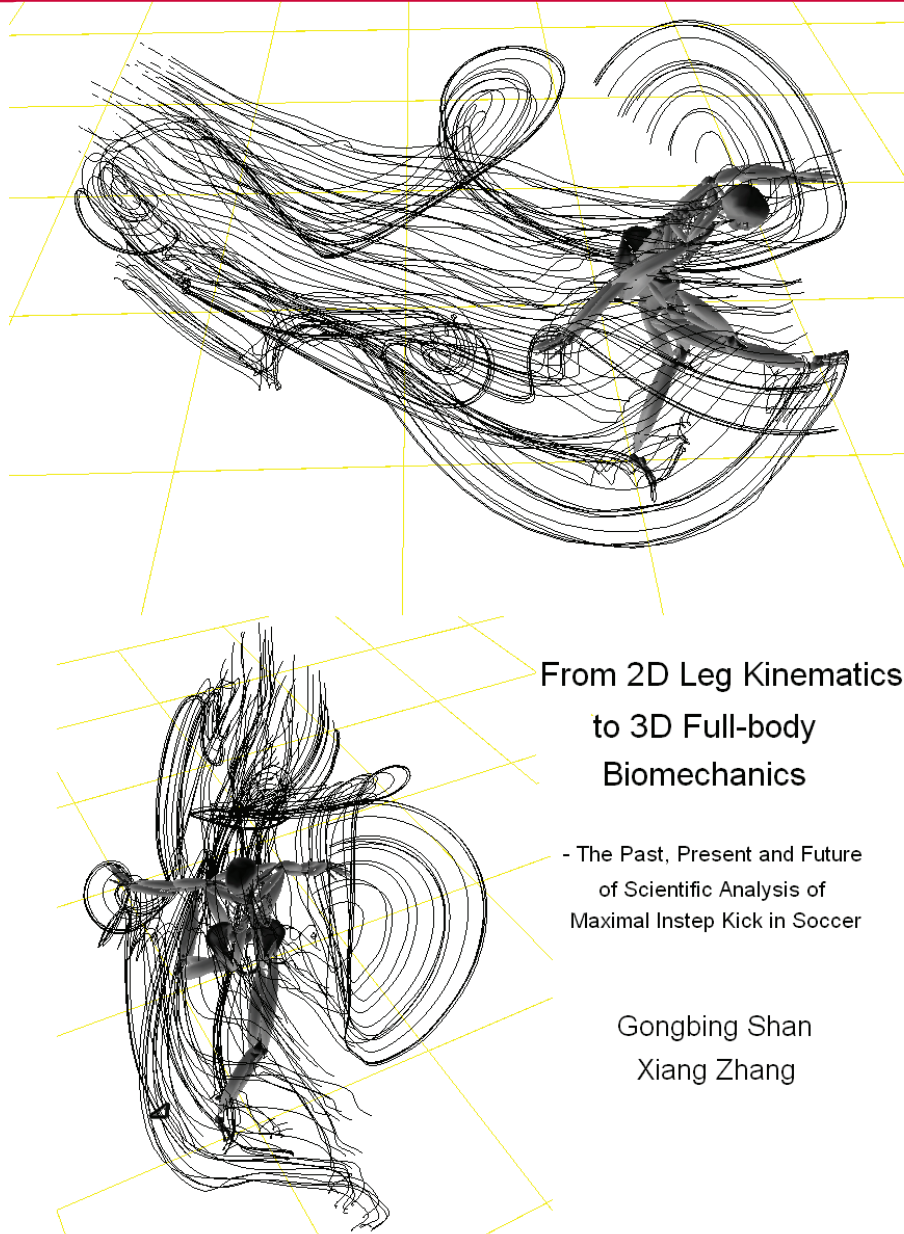 From 2D Leg Kinematics
to 3D Full-body
Biomechanics
- The Past, Present and Future
of Scientific Analysis of
Maximal Instep Kick in Soccer
Gongbing Shan
Xiang Zhang